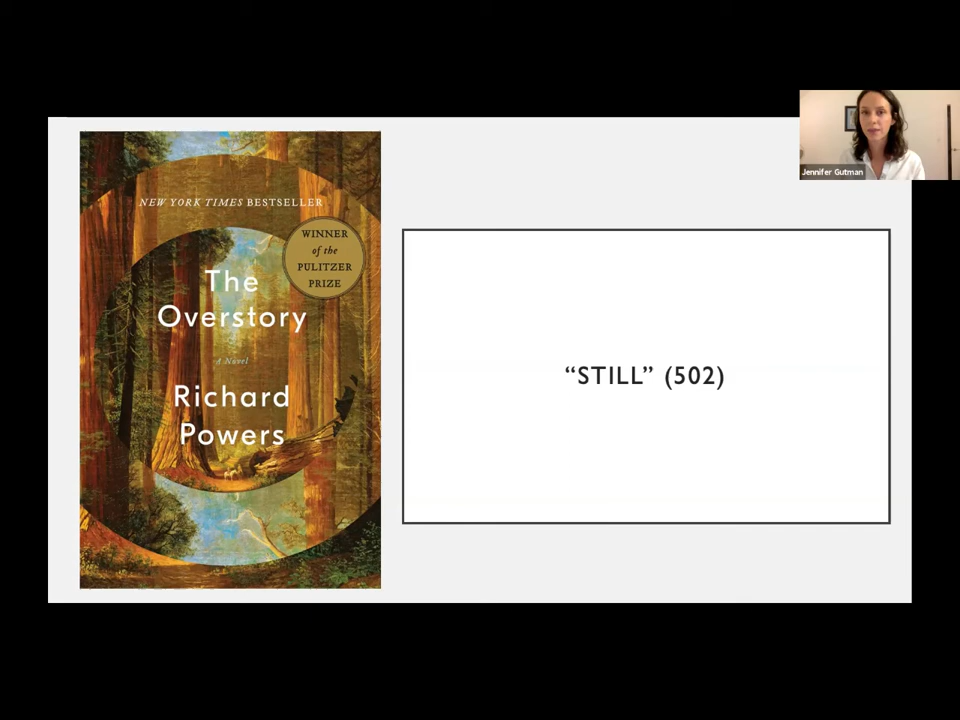 NEW YORK TIMES BESTSELLER
WINNER
of the
PULITZER
PRIZE
The
Overstory
A Novel
Richard
Powers
“STILL” (502)
Jennifer Gutman